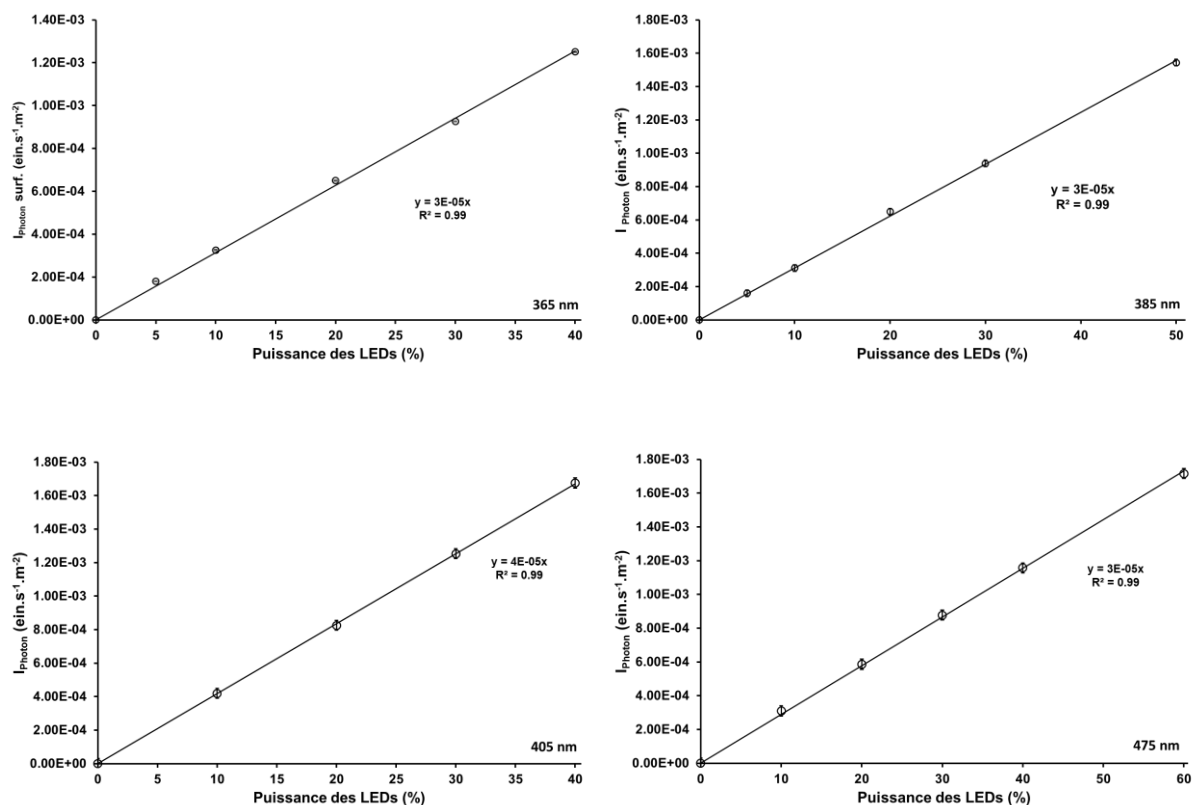 1.40E-03
1.20E-03
1.00E-03
8.00E-04
6.00E-04
4.00E-04
2.00E-04
0.00E+00
I Photon surf. (ein.s⁻¹.m⁻²)
y = 3E-05x
R² = 0.99
365 nm
0 5 10 15 20 25 30 35 40
Puissance des LEDs (%)
1.80E-03
1.60E-03
1.40E-03
1.20E-03
1.00E-03
8.00E-04
6.00E-04
4.00E-04
2.00E-04
0.00E+00
I Photon (ein.s⁻¹.m⁻²)
y = 3E-05x
R² = 0.99
385 nm
0 10 20 30 40 50
Puissance des LEDs (%)
1.80E-03
1.60E-03
1.40E-03
1.20E-03
1.00E-03
8.00E-04
6.00E-04
4.00E-04
2.00E-04
0.00E+00
I Photon (ein.s⁻¹.m⁻²)
y = 4E-05x
R² = 0.99
405 nm
0 10 20 30 40
Puissance des LEDs (%)
1.80E-03
1.60E-03
1.40E-03
1.20E-03
1.00E-03
8.00E-04
6.00E-04
4.00E-04
2.00E-04
0.00E+00
I Photon (ein.s⁻¹.m⁻²)
y = 3E-05x
R² = 0.99
475 nm
0 10 20 30 40 50 60
Puissance des LEDs (%)